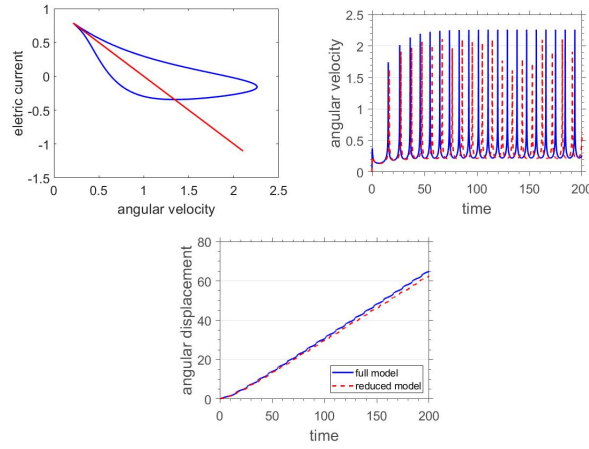 1
0.5
0
-0.5
-1
-1.5
eletric current
0 0.5 1 1.5 2 2.5
angular velocity
2.5
2
1.5
1
0.5
0
angular velocity
0 50 100 150 200
time
80
60
40
20
0
angular displacement
full model
reduced model
0 50 100 150 200
time